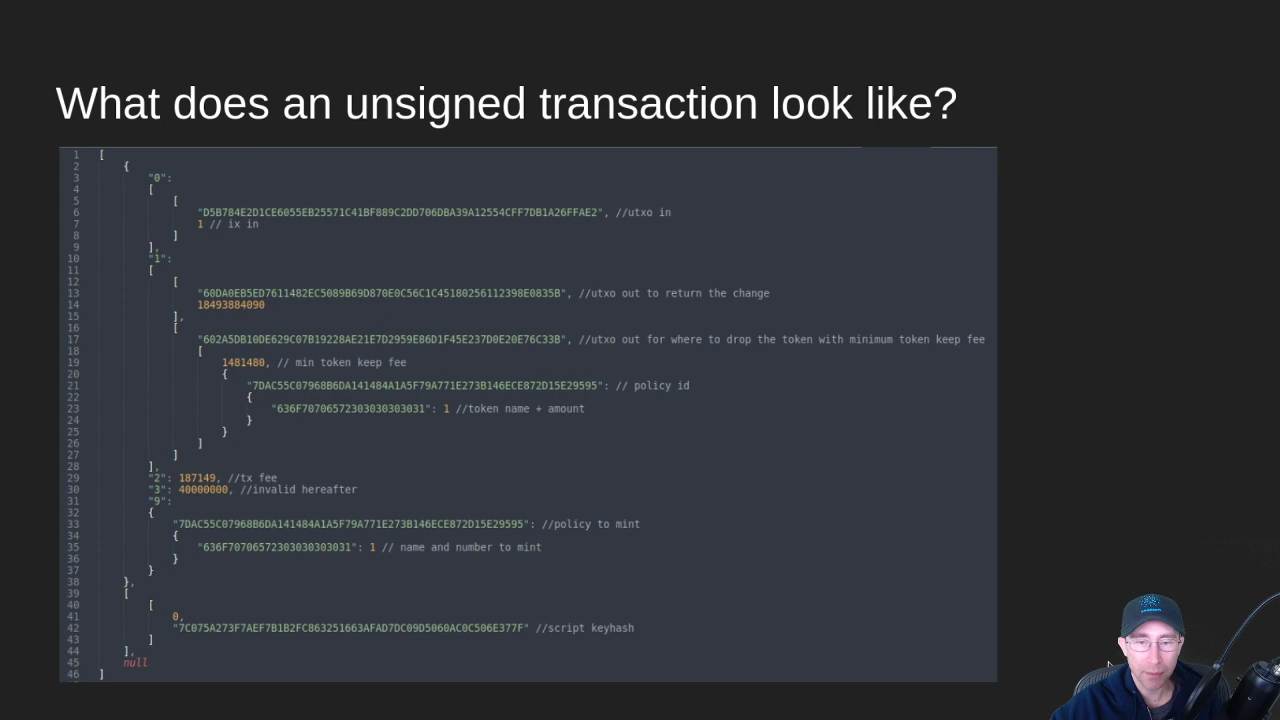 What does an unsigned transaction look like?
1 [
2 {
3 "0":
4 [
5 [
6 "D5B784E2D1CE6055EB25571C41BF889C2DD706DBA39A12554CFF7DB1A26FFAE2", //utxo in
7 1 // ix in
8 ]
9 ],
10 "1":
11 [
12 [
13 "60DA0EB5ED7611482EC5089B69D870E0C56C1C45180256112398E0835B", //utxo out to return the change
14 18493884090
15 ],
16 [
17 "602A5DB10DE629C07B19228AE21E7D2959E86D1F45E237D0E20E76C33B", //utxo out for where to drop the token with minimum token keep fee
18 [
19 1481480, // min token keep fee
20 {
21 "7DAC55C07968B6DA141484A1A5F79A771E273B146ECE872D15E29595": // policy id
22 {
23 "636F7070657230303030303031": 1 //token name + amount
24 }
25 }
26 ]
27 ]
28 ],
29 "2": 187149, //tx fee
30 "3": 40000000, //invalid hereafter
31 "9":
32 {
33 "7DAC55C07968B6DA141484A1A5F79A771E273B146ECE872D15E29595": //policy to mint
34 {
35 "636F7070657230303030303031": 1 // name and number to mint
36 }
37 }
38 },
39 [
40 [
41 0,
42 "7C075A273F7AEF7B1B2FC863251663AFAD7DC09D5060AC0C506E377F" //script keyhash
43 ]
44 ],
45 null
46 ]